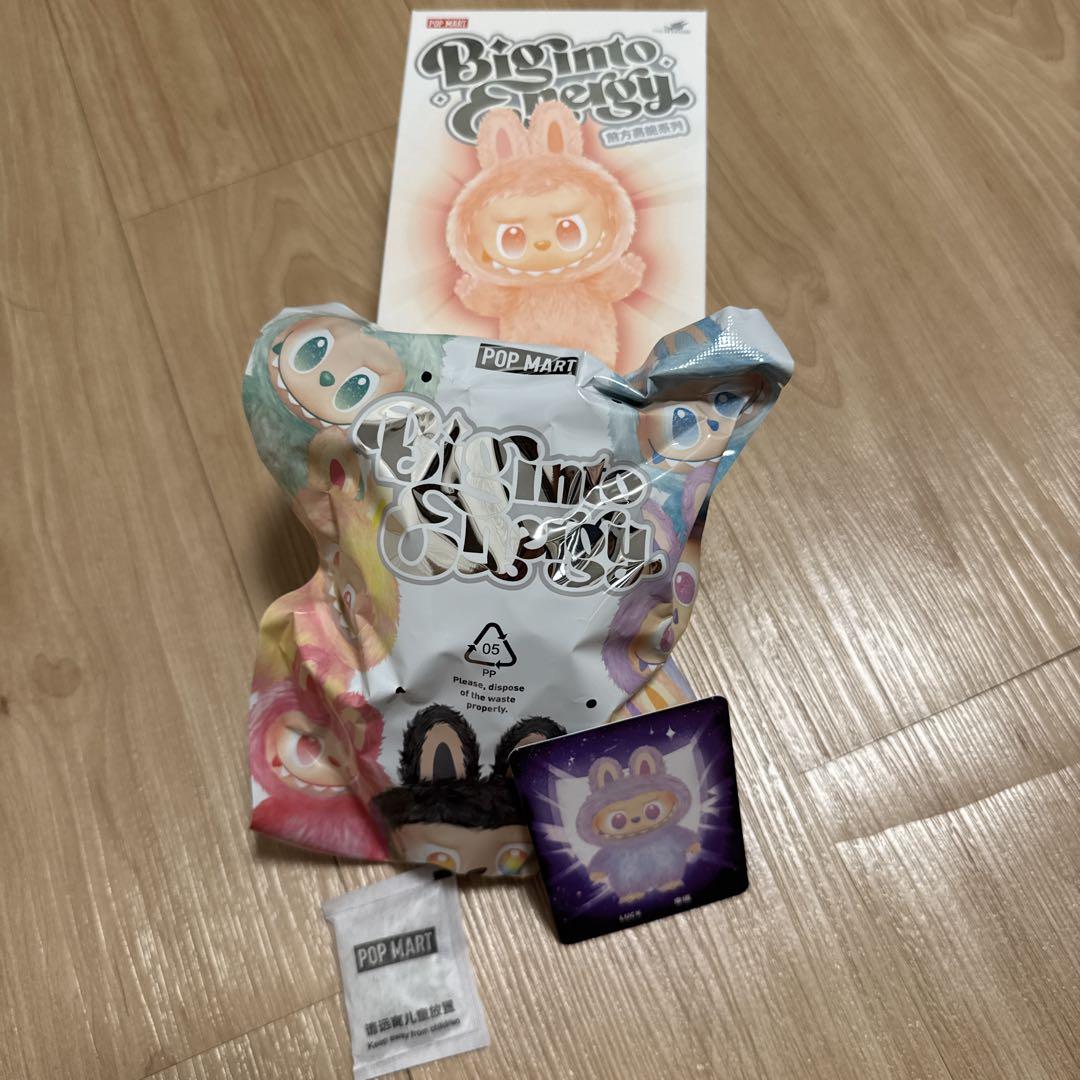 POP MART
Big into
Energy
前方高能系列
POP MART
Big into
Energy
05
PP
Please, dispose
of the waste
properly.
LUCK
POP MART
请远离儿童放置
Keep away from children